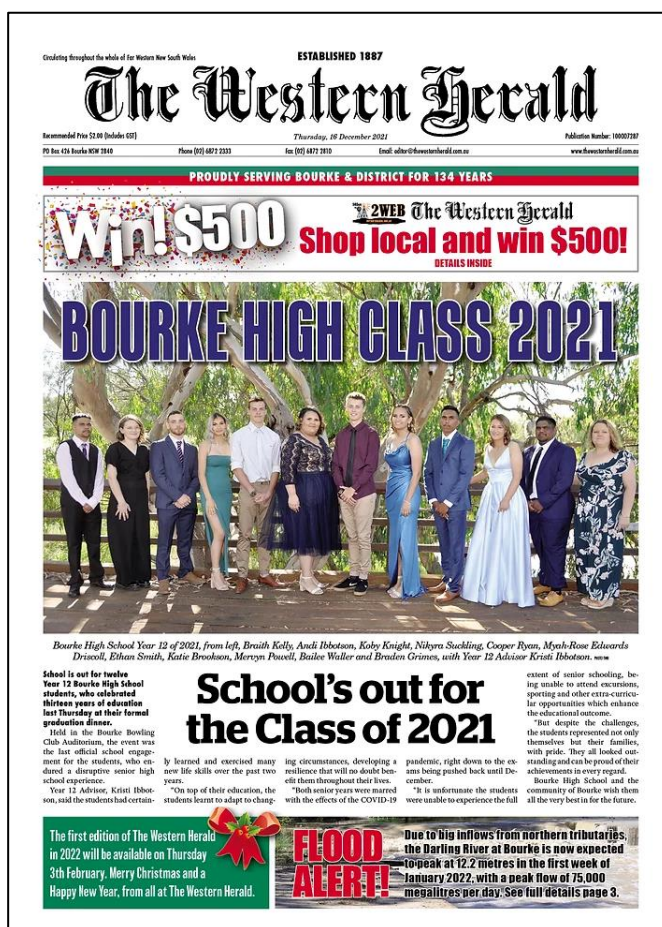 Circulating throughout the whole of Far Western New South Wales
ESTABLISHED 1887
The Western Herald
Recommended Price $2.00 (Includes GST)
Thursday, 16 December 2021
Publication Number: 100007287
PO Box 426 Bourke NSW 2840
Phone (02) 6872 2333
Fax (02) 6872 2810
Email: editor@thewesternherald.com.au
www.thewesternherald.com.au
PROUDLY SERVING BOURKE & DISTRICT FOR 134 YEARS
Win! $500
2WEB The Western Herald
Shop local and win $500!
DETAILS INSIDE
BOURKE HIGH CLASS 2021
Bourke High School Year 12 of 2021, from left, Braith Kelly, Andi Ibbotson, Koby Knight, Nikyra Suckling, Cooper Ryan, Myah-Rose Edwards
Driscoll, Ethan Smith, Katie Brookson, Mervyn Powell, Bailee Waller and Braden Grimes, with Year 12 Advisor Kristi Ibbotson.
School's out for
the Class of 2021
School is out for twelve
Year 12 Bourke High School
students, who celebrated
thirteen years of education
last Thursday at their formal
graduation dinner.
Held in the Bourke Bowling
Club Auditorium, the event was
the last official school engage-
ment for the students, who en-
dured a disruptive senior high
school experience.
Year 12 Advisor, Kristi Ibbot-
son, said the students had certain-
ly learned and exercised many
new life skills over the past two
years.
"On top of their education, the
students learnt to adapt to chang-
ing circumstances, developing a
resilience that will no doubt ben-
efit them throughout their lives.
"Both senior years were marred
with the effects of the COVID-19
pandemic, right down to the ex-
ams being pushed back until De-
cember.
"It is unfortunate the students
were unable to experience the full
extent of senior schooling, be-
ing unable to attend excursions,
sporting and other extra-curricu-
lar opportunities which enhance
the educational outcome.
"But despite the challenges,
the students represented not only
themselves but their families,
with pride. They all looked out-
standing and can be proud of their
achievements in every regard.
Bourke High School and the
community of Bourke wish them
all the very best in for the future.
The first edition of The Western Herald
in 2022 will be available on Thursday
3th February. Merry Christmas and a
Happy New Year, from all at The Western Herald.
FLOOD
ALERT!
Due to big inflows from northern tributaries,
the Darling River at Bourke is now expected
to peak at 12.2 metres in the first week of
January 2022, with a peak flow of 75,000
megalitres per day. See full details page 3.